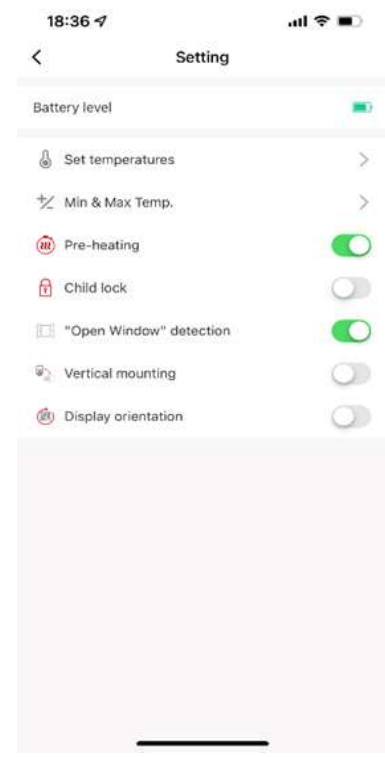 18:36
Setting
Battery level
Set temperatures
Min & Max Temp.
Pre-heating
Child lock
"Open Window" detection
Vertical mounting
Display orientation